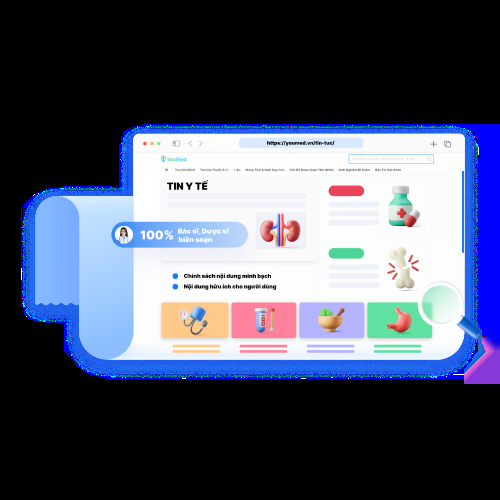 https://youmed.vn/tin-tuc/
YouMed
TIN Y TẾ
100% Bác sĩ, Dược sĩ
biên soạn
Chính sách nội dung minh bạch
Nội dung hữu ích cho người dùng